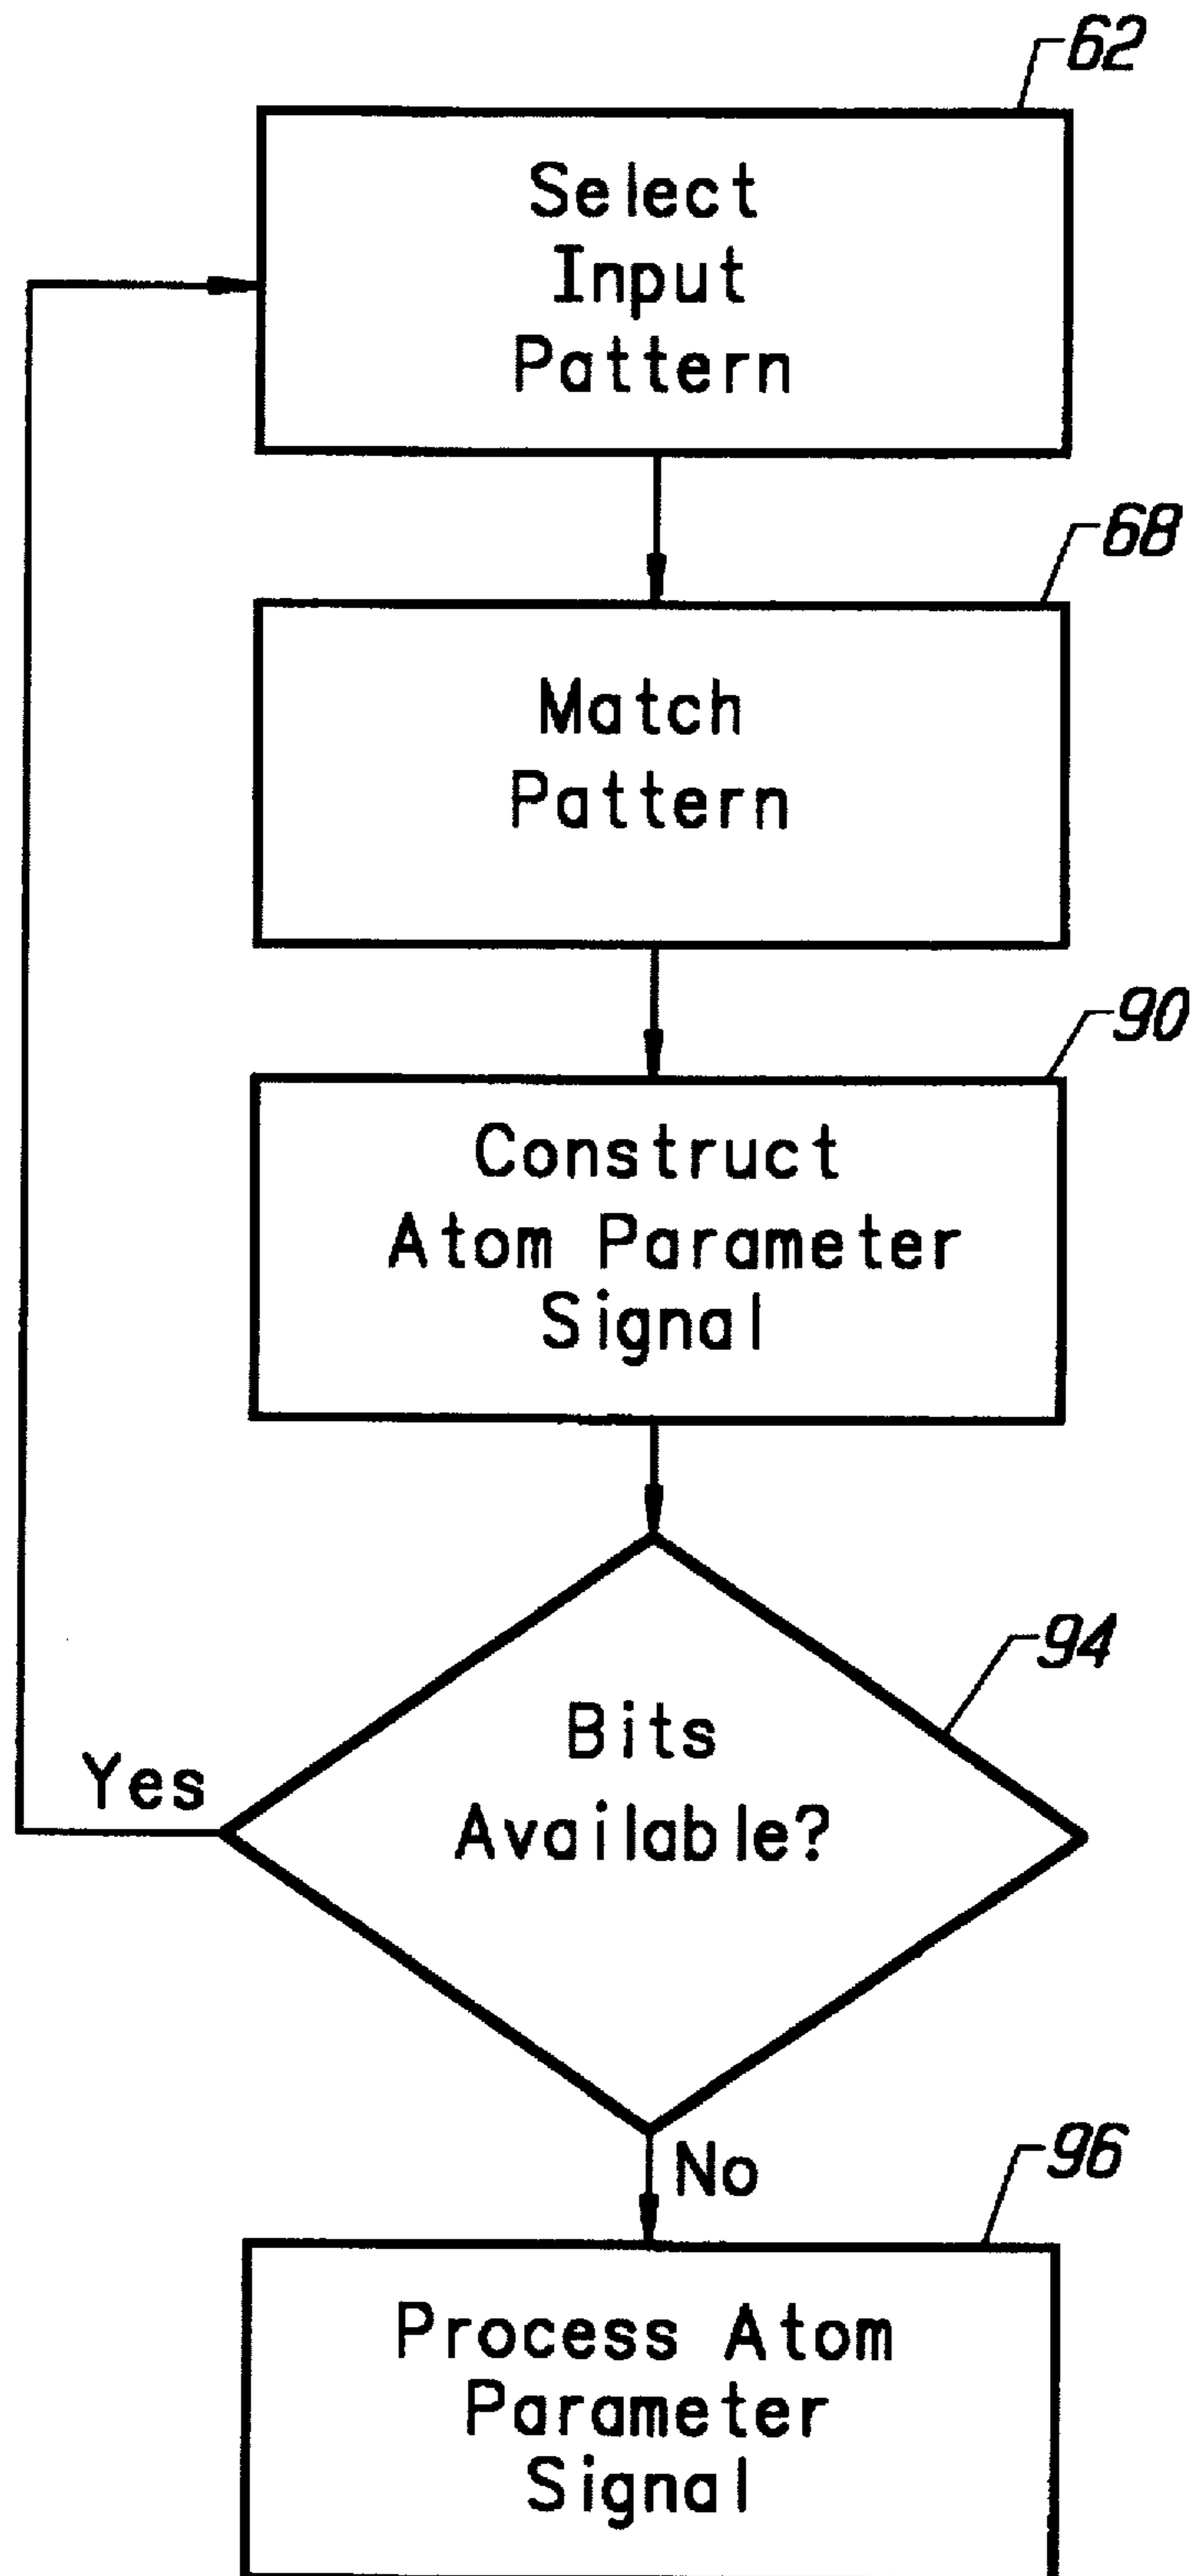 62
Select
Input
Pattern
68
Match
Pattern
90
Construct
Atom Parameter
Signal
94
Bits
Available?
Yes
No
96
Process Atom
Parameter
Signal